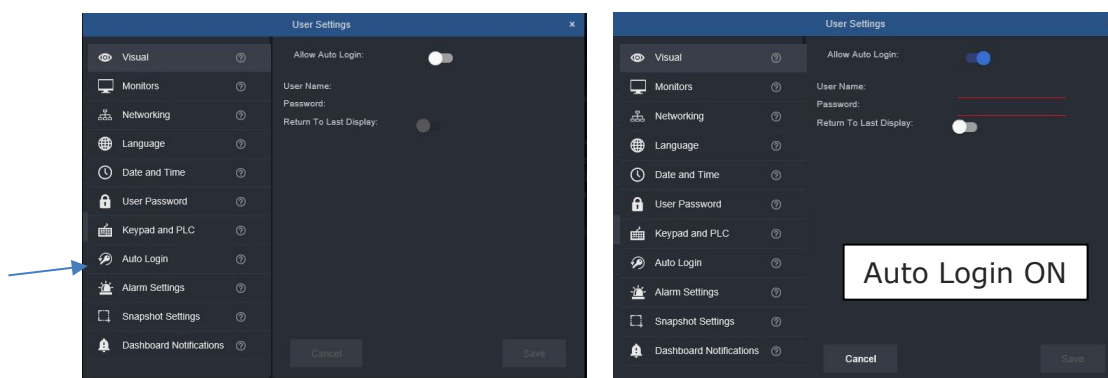 User Settings
×
Visual
Monitors
Networking
Language
Date and Time
User Password
Keypad and PLC
Auto Login
Alarm Settings
Snapshot Settings
Dashboard Notifications
Allow Auto Login:
User Name:
Password:
Return To Last Display:
Cancel
Save
User Settings
Visual
Monitors
Networking
Language
Date and Time
User Password
Keypad and PLC
Auto Login
Alarm Settings
Snapshot Settings
Dashboard Notifications
Allow Auto Login:
User Name:
Password:
Return To Last Display:
Auto Login ON
Cancel
Save